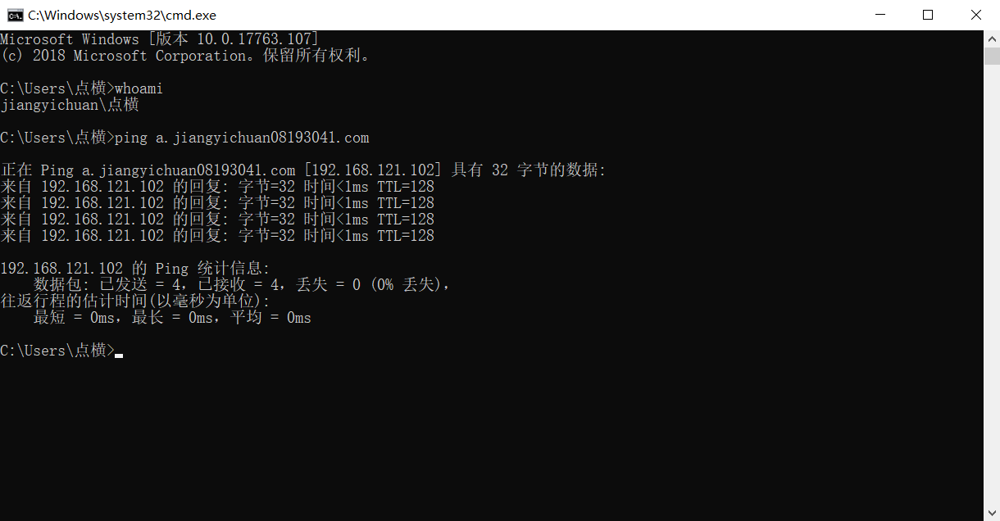 C:\Windows\system32\cmd.exe
Microsoft Windows [版本 10.0.17763.107]
(c) 2018 Microsoft Corporation。保留所有权利。
C:\Users\点横>whoami
jiangyichuan\点横
C:\Users\点横>ping a.jiangyichuan08193041.com
正在 Ping a.jiangyichuan08193041.com [192.168.121.102] 具有 32 字节的数据:
来自 192.168.121.102 的回复: 字节=32 时间<1ms TTL=128
来自 192.168.121.102 的回复: 字节=32 时间<1ms TTL=128
来自 192.168.121.102 的回复: 字节=32 时间<1ms TTL=128
来自 192.168.121.102 的回复: 字节=32 时间<1ms TTL=128
192.168.121.102 的 Ping 统计信息:
    数据包: 已发送 = 4，已接收 = 4，丢失 = 0 (0% 丢失)，
往返行程的估计时间(以毫秒为单位):
    最短 = 0ms，最长 = 0ms，平均 = 0ms
C:\Users\点横>